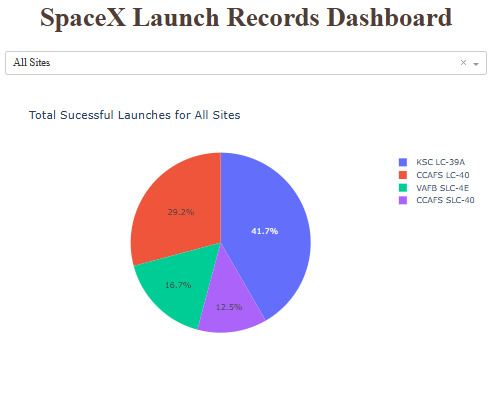 SpaceX Launch Records Dashboard
All Sites
Total Sucessful Launches for All Sites
KSC LC-39A
CCAFS LC-40
VAFB SLC-4E
CCAFS SLC-40
29.2%
41.7%
16.7%
12.5%